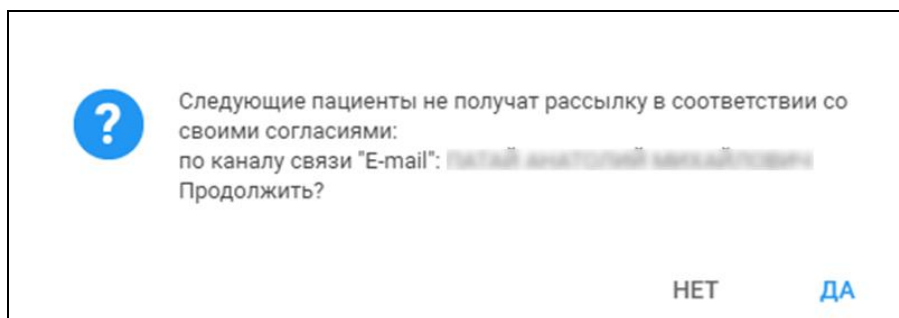 ?
Следующие пациенты не получат рассылку в соответствии со
своими согласиями:
по каналу связи "E-mail":
Продолжить?
НЕТ ДА